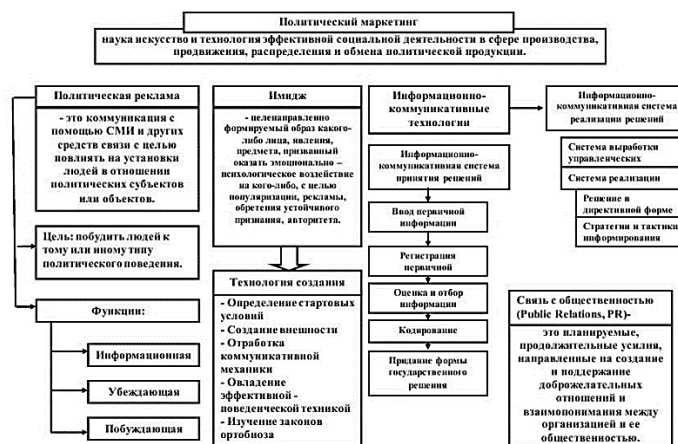 Политический маркетинг
наука искусство и технология эффективной социальной деятельности в сфере производства,
продвижения, распределения и обмена политической продукции.
Политическая реклама
- это коммуникация с
помощью СМИ и других
средств связи с целью
повлиять на установки
людей в отношении
политических субъектов
или объектов.
Цель: побудить людей к
тому или иному типу
политического поведения.
Функции:
Информационная
Убеждающая
Побуждающая
Имидж
- целенаправленно
формируемый образ какого-
либо лица, явления,
предмета, призванный
оказать эмоционально –
психологическое воздействие
на кого-либо, с целью
популяризации, рекламы,
обретения устойчивого
признания, авторитета.
Технология создания
- Определение стартовых
условий
- Создание внешности
- Отработка
коммуникативной
механики
- Овладение
эффективной -
поведенческой техникой
- Изучение законов
ортобиоза
Информационно-
коммуникативные
технологии
Информационно-
коммуникативная система
принятия решений
Ввод первичной
информации
Регистрация
первичной
Оценка и отбор
информации
Кодирование
Придание формы
государственного
решения
Информационно-
коммуникативная система
реализации решений
Система выработки
управленческих
Система реализации
Решение в
директивной форме
Стратегии и тактики
информирования
Связь с общественностью
(Public Relations, PR)-
это планируемые,
продолжительные усилия,
направленные на создание
и поддержание
доброжелательных
отношений и
взаимопонимания между
организацией и ее
общественностью.